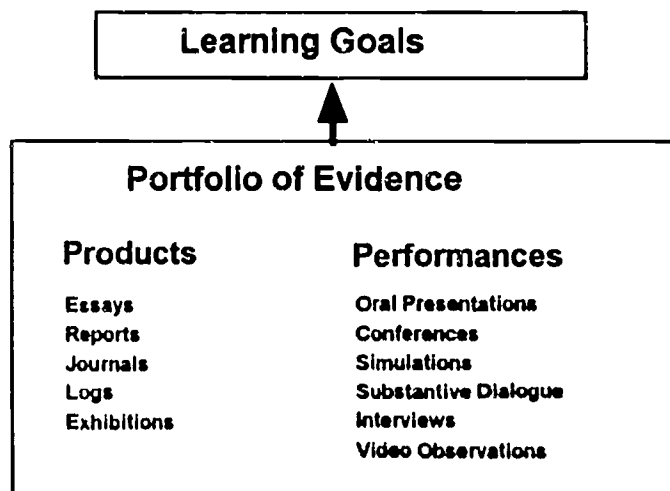 Learning Goals
Portfolio of Evidence
Products
Essays
Reports
Journals
Logs
Exhibitions
Performances
Oral Presentations
Conferences
Simulations
Substantive Dialogue
Interviews
Video Observations